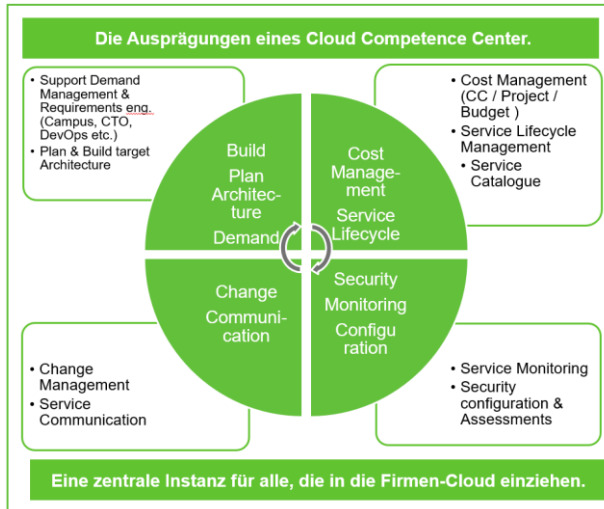 Die Ausprägungen eines Cloud Competence Center.
• Support Demand
Management &
Requirements eng.
(Campus, CTO,
DevOps etc.)
• Plan & Build target
Architecture
• Cost Management
(CC / Project /
Budget )
• Service Lifecycle
Management
• Service
Catalogue
Build
Plan
Architec-
ture
Demand
Cost
Manage-
ment
Service
Lifecycle
Change
Communi-
cation
Security
Monitoring
Configu
ration
• Change
Management
• Service
Communication
• Service Monitoring
• Security
configuration &
Assessments
Eine zentrale Instanz für alle, die in die Firmen-Cloud einziehen.